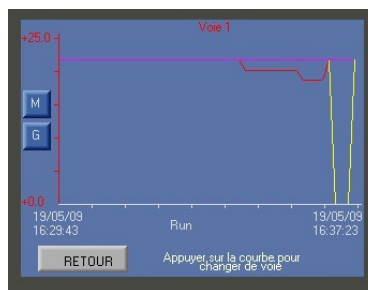 Voie 1
+25.0
M
G
+0.0
19/05/09
16:29:43
Run
19/05/09
16:37:23
RETOUR
Appuyer sur la courbe pour
changer de voie